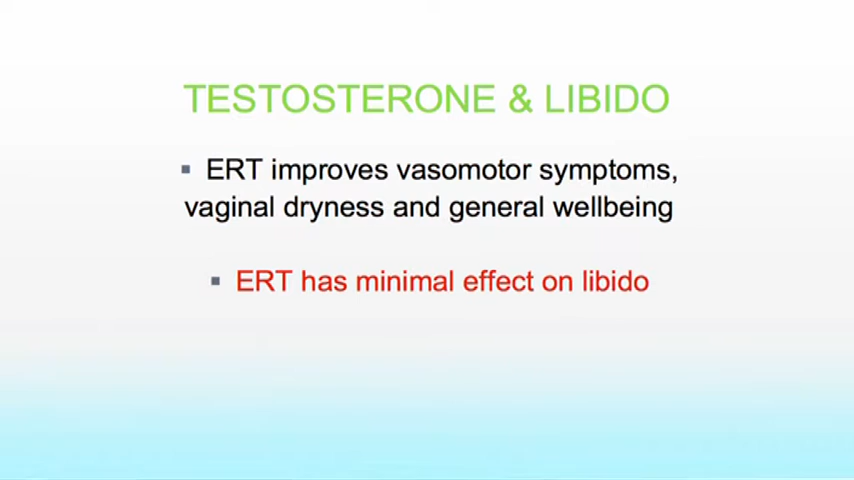 TESTOSTERONE & LIBIDO
▪ ERT improves vasomotor symptoms,
vaginal dryness and general wellbeing
▪ ERT has minimal effect on libido